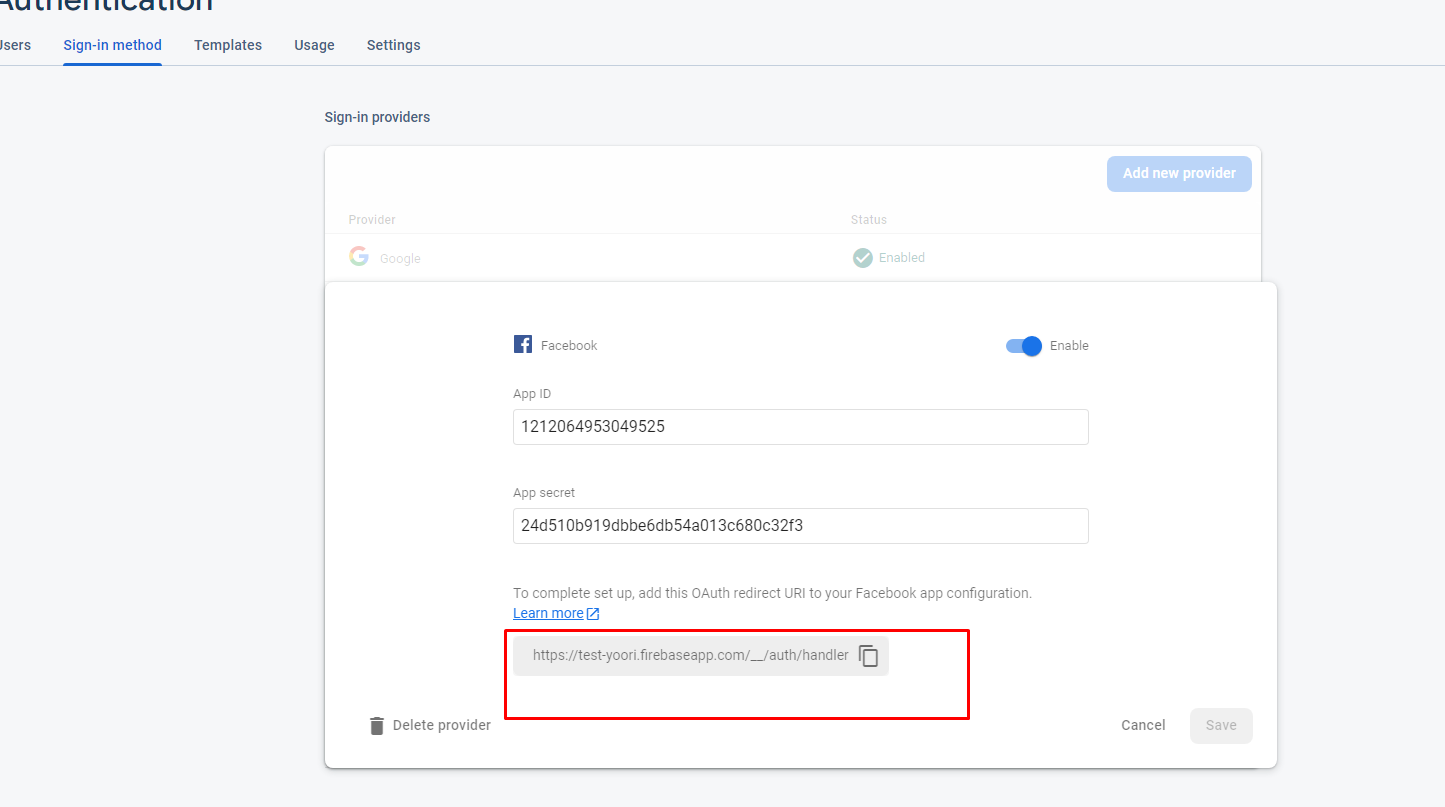 Authentication
Users Sign-in method Templates Usage Settings
Sign-in providers
Add new provider
Provider Status
Google Enabled
Facebook Enable
App ID
1212064953049525
App secret
24d510b919dbbe6db54a013c680c32f3
To complete set up, add this OAuth redirect URI to your Facebook app configuration.
Learn more
https://test-yoori.firebaseapp.com/__/auth/handler
Delete provider Cancel Save